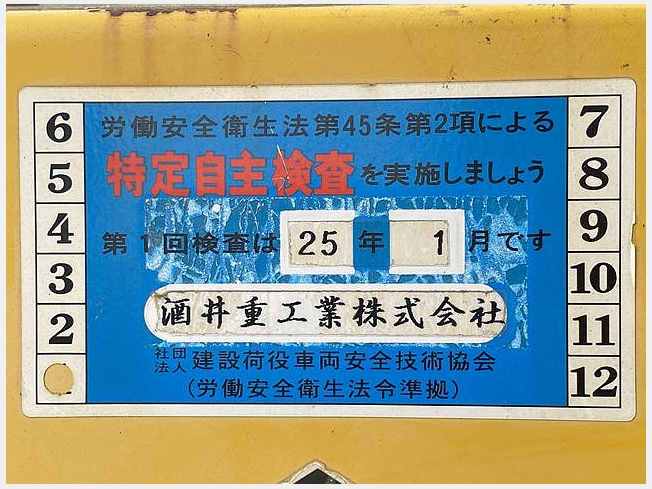 労働安全衛生法第45条第2項による
特定自主検査を実施しましょう
第1回検査は 25 年 1 月です
酒井重工業株式会社
社団法人 建設荷役車両安全技術協会
(労働安全衛生法令準拠)
6
5
4
3
2
7
8
9
10
11
12